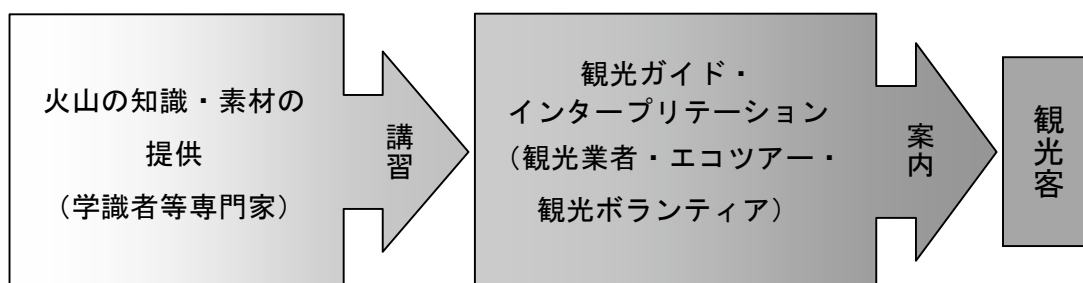 火山の知識・素材の
提供
（学識者等専門家）
講習
観光ガイド・
インタープリテーション
（観光業者・エコツアー・
観光ボランティア）
案内
観光客